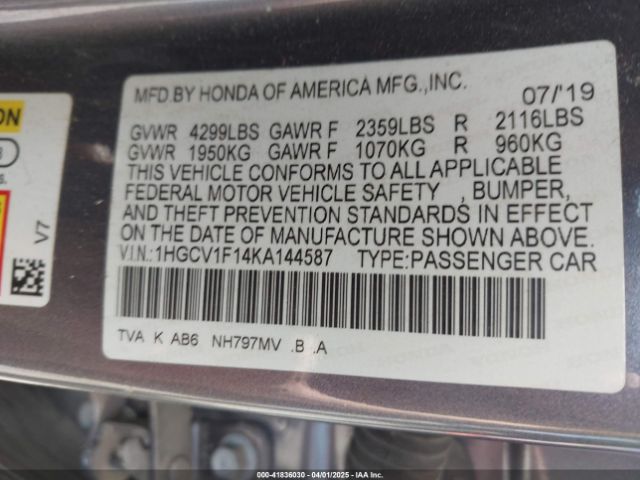 MFD.BY HONDA OF AMERICA MFG.,INC.
07/'19
GVWR 4299LBS GAWR F 2359LBS R 2116LBS
GVWR 1950KG GAWR F 1070KG R 960KG
THIS VEHICLE CONFORMS TO ALL APPLICABLE
FEDERAL MOTOR VEHICLE SAFETY , BUMPER,
AND THEFT PREVENTION STANDARDS IN EFFECT
ON THE DATE OF MANUFACTURE SHOWN ABOVE.
V.I.N.:1HGCV1F14KA144587 TYPE:PASSENGER CAR
TVA K AB6 NH797MV .B .A
V7
000-41836030 - 04/01/2025 - IAA Inc.